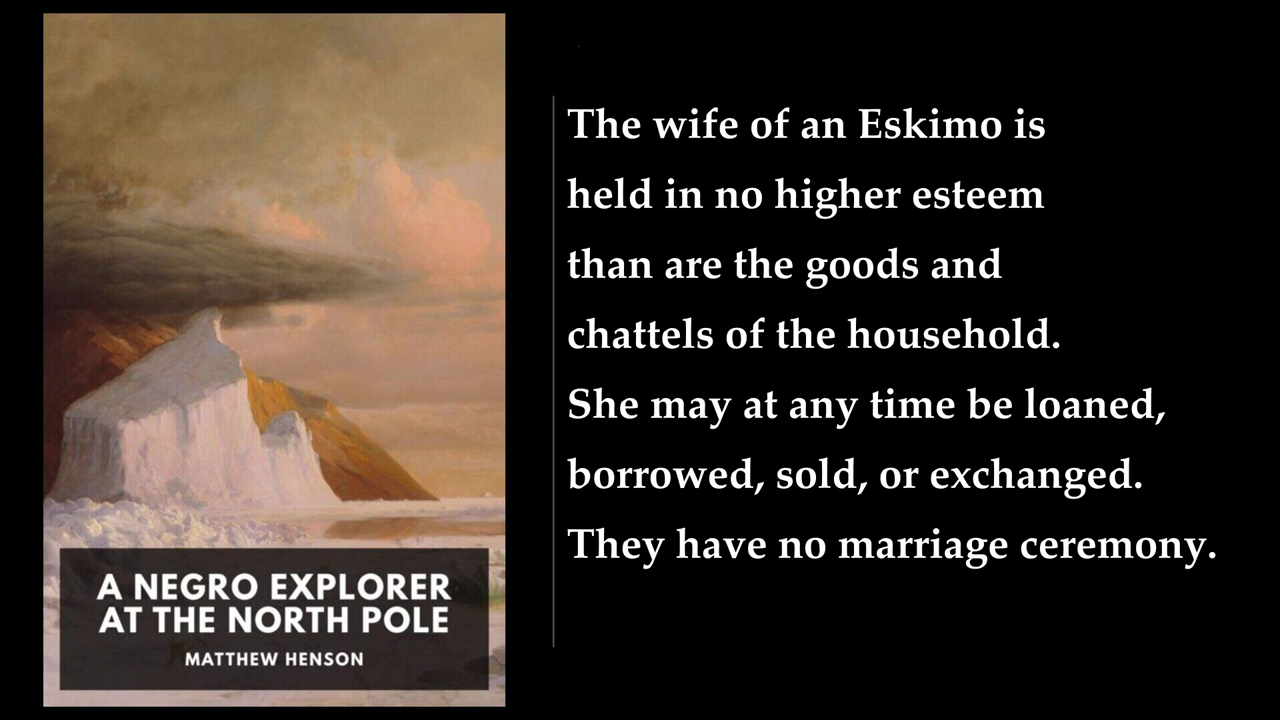 The wife of an Eskimo is
held in no higher esteem
than are the goods and
chattels of the household.
She may at any time be loaned,
borrowed, sold, or exchanged.
They have no marriage ceremony.
A NEGRO EXPLORER
AT THE NORTH POLE
MATTHEW HENSON